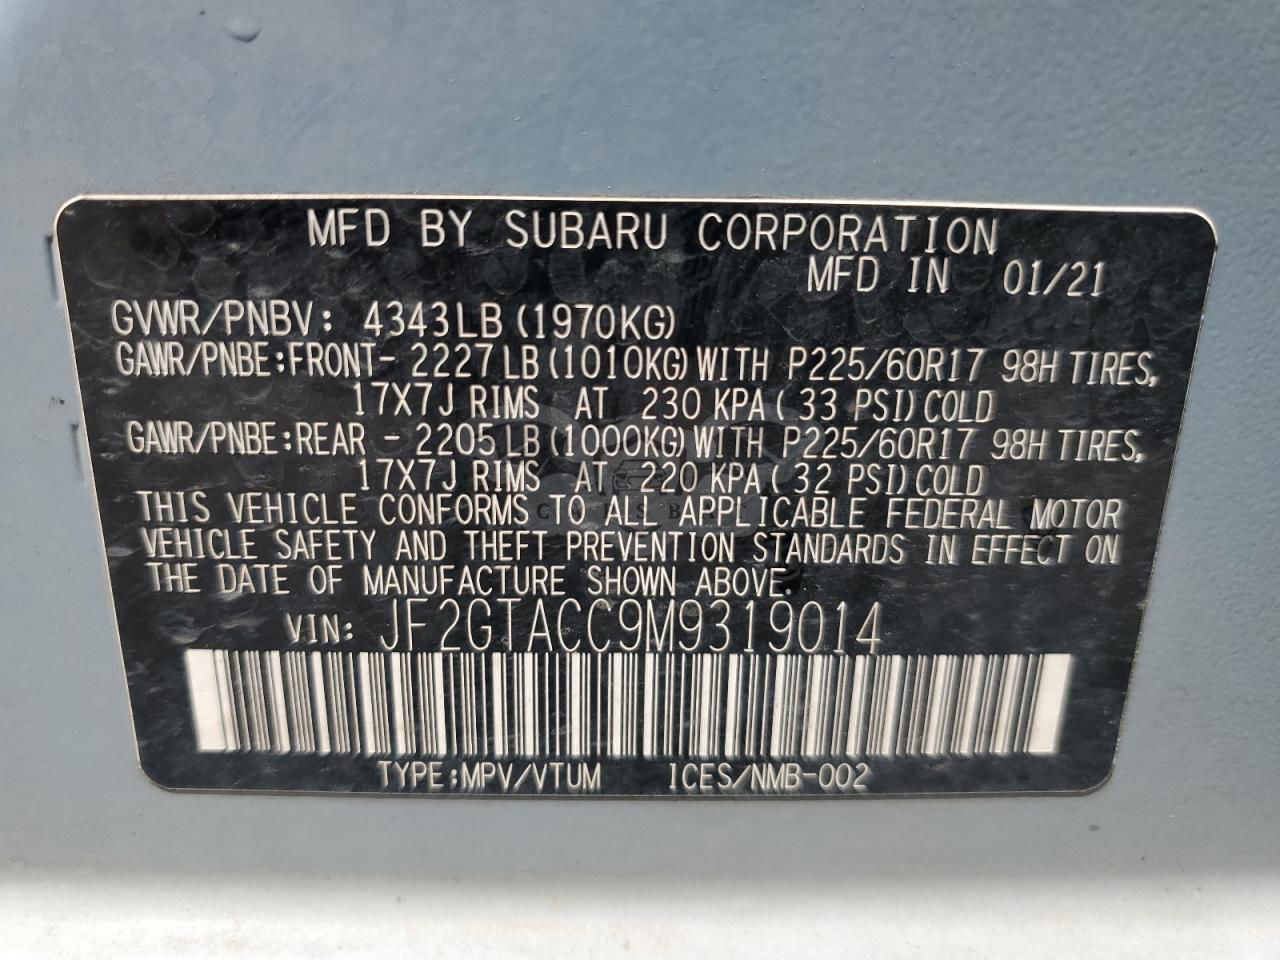 MFD BY SUBARU CORPORATION
MFD IN 01/21
GVWR/PNBV: 4343LB (1970KG)
GAWR/PNBE:FRONT- 2227LB (1010KG) WITH P225/60R17 98H TIRES,
17X7J RIMS AT 230 KPA ( 33 PSI) COLD
GAWR/PNBE:REAR - 2205LB (1000KG) WITH P225/60R17 98H TIRES,
17X7J RIMS AT 220 KPA ( 32 PSI) COLD
THIS VEHICLE CONFORMS TO ALL APPLICABLE FEDERAL MOTOR
VEHICLE SAFETY AND THEFT PREVENTION STANDARDS IN EFFECT ON
THE DATE OF MANUFACTURE SHOWN ABOVE.
VIN: JF2GTACC9M9319014
TYPE:MPV/VTUM ICES/NMB-002